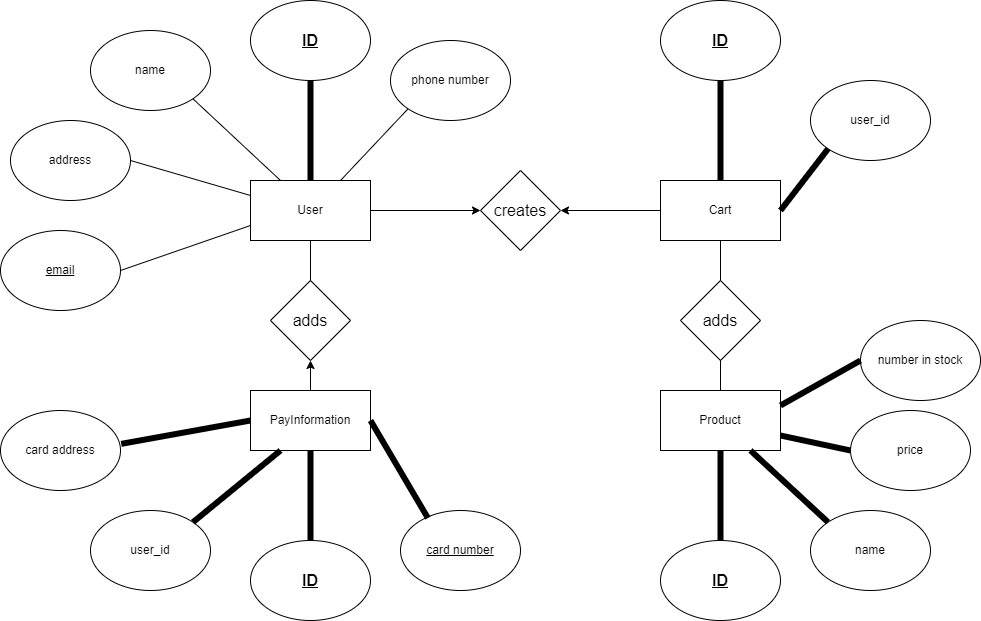 ID
ID
name
phone number
user_id
address
User
creates
Cart
email
adds
adds
number in stock
PayInformation
Product
card address
price
user_id
card number
name
ID
ID